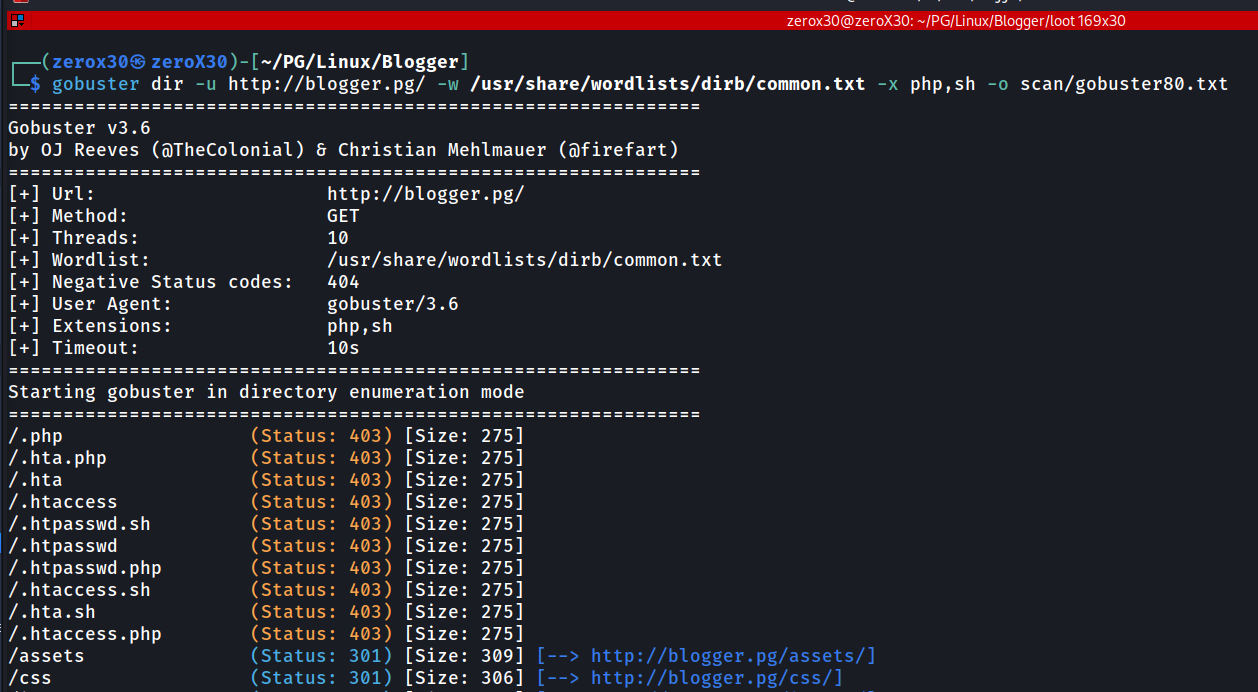 zerox30@zeroX30: ~/PG/Linux/Blogger/loot 169x30
┌──(zerox30㉿zeroX30)-[~/PG/Linux/Blogger]
└─$ gobuster dir -u http://blogger.pg/ -w /usr/share/wordlists/dirb/common.txt -x php,sh -o scan/gobuster80.txt
===============================================================
Gobuster v3.6
by OJ Reeves (@TheColonial) & Christian Mehlmauer (@firefart)
===============================================================
[+] Url:                     http://blogger.pg/
[+] Method:                  GET
[+] Threads:                 10
[+] Wordlist:                /usr/share/wordlists/dirb/common.txt
[+] Negative Status codes:   404
[+] User Agent:              gobuster/3.6
[+] Extensions:              php,sh
[+] Timeout:                 10s
===============================================================
Starting gobuster in directory enumeration mode
===============================================================
/.php                 (Status: 403) [Size: 275]
/.hta.php             (Status: 403) [Size: 275]
/.hta                 (Status: 403) [Size: 275]
/.htaccess            (Status: 403) [Size: 275]
/.htpasswd.sh         (Status: 403) [Size: 275]
/.htpasswd            (Status: 403) [Size: 275]
/.htpasswd.php        (Status: 403) [Size: 275]
/.htaccess.sh         (Status: 403) [Size: 275]
/.hta.sh              (Status: 403) [Size: 275]
/.htaccess.php        (Status: 403) [Size: 275]
/assets               (Status: 301) [Size: 309] [--> http://blogger.pg/assets/]
/css                  (Status: 301) [Size: 306] [--> http://blogger.pg/css/]